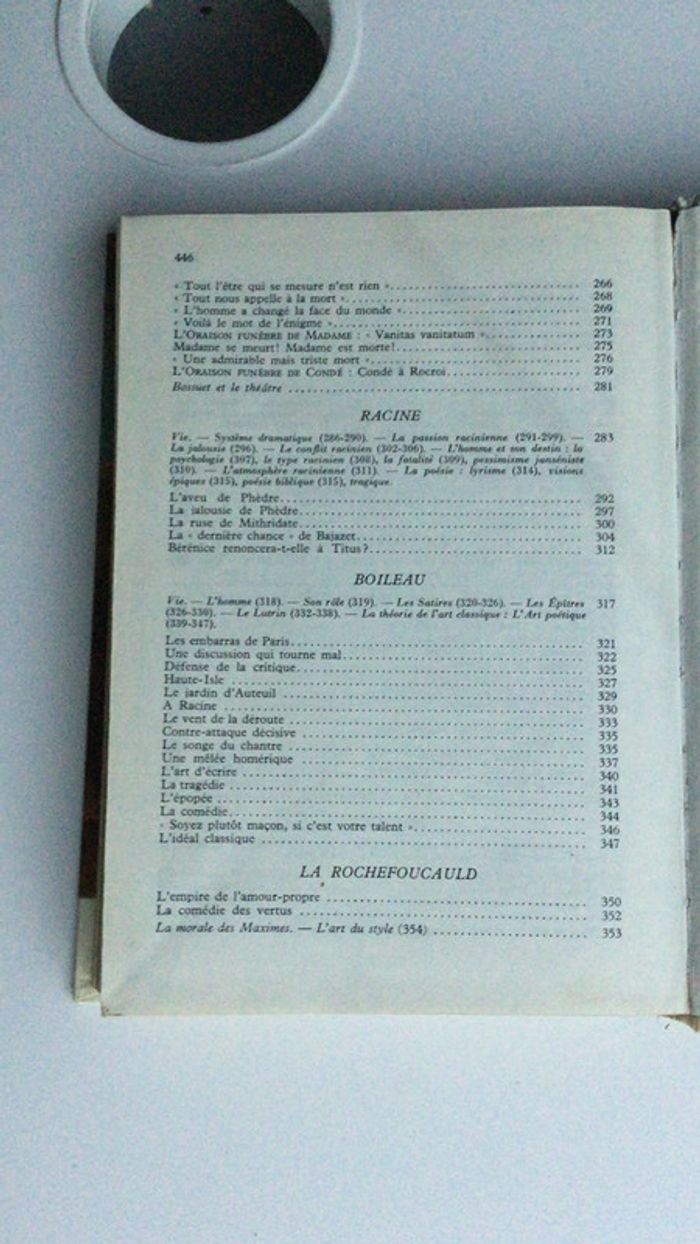 446
« Tout l'être qui se mesure n'est rien » 266
« Tout nous appelle à la mort » 268
« L'homme a changé la face du monde » 269
« Voilà le mot de l'énigme » 271
L'ORAISON FUNÈBRE DE MADAME : « Vanitas vanitatum » 273
Madame se meurt! Madame est morte! 275
« Une admirable mais triste mort » 276
L'ORAISON FUNÈBRE DE CONDÉ : Condé à Rocroi 279
Bossuet et le théâtre 281
RACINE
Vie. — Système dramatique (286-290). — La passion racinienne (291-299). — 283
La jalousie (296). — Le conflit racinien (302-306). — L'homme et son destin : la
psychologie (307), le type racinien (308), la fatalité (309), pessimisme janséniste
(310). — L'atmosphère racinienne (311). — La poésie : lyrisme (314), visions
épiques (315), poésie biblique (315), tragique.
L'aveu de Phèdre 292
La jalousie de Phèdre 297
La ruse de Mithridate 300
La « dernière chance » de Bajazet 304
Bérénice renoncera-t-elle à Titus? 312
BOILEAU
Vie. — L'homme (318). — Son rôle (319). — Les Satires (320-326). — Les Épîtres 317
(326-330). — Le Lutrin (332-338). — La théorie de l'art classique : L'Art poétique
(339-347).
Les embarras de Paris 321
Une discussion qui tourne mal 322
Défense de la critique 325
Haute-Isle 327
Le jardin d'Auteuil 329
A Racine 330
Le vent de la déroute 333
Contre-attaque décisive 335
Le songe du chantre 335
Une mêlée homérique 337
L'art d'écrire 340
La tragédie 341
L'épopée 343
La comédie 344
« Soyez plutôt maçon, si c'est votre talent » 346
L'idéal classique 347
LA ROCHEFOUCAULD
L'empire de l'amour-propre 350
La comédie des vertus 352
La morale des Maximes. — L'art du style (354) 353